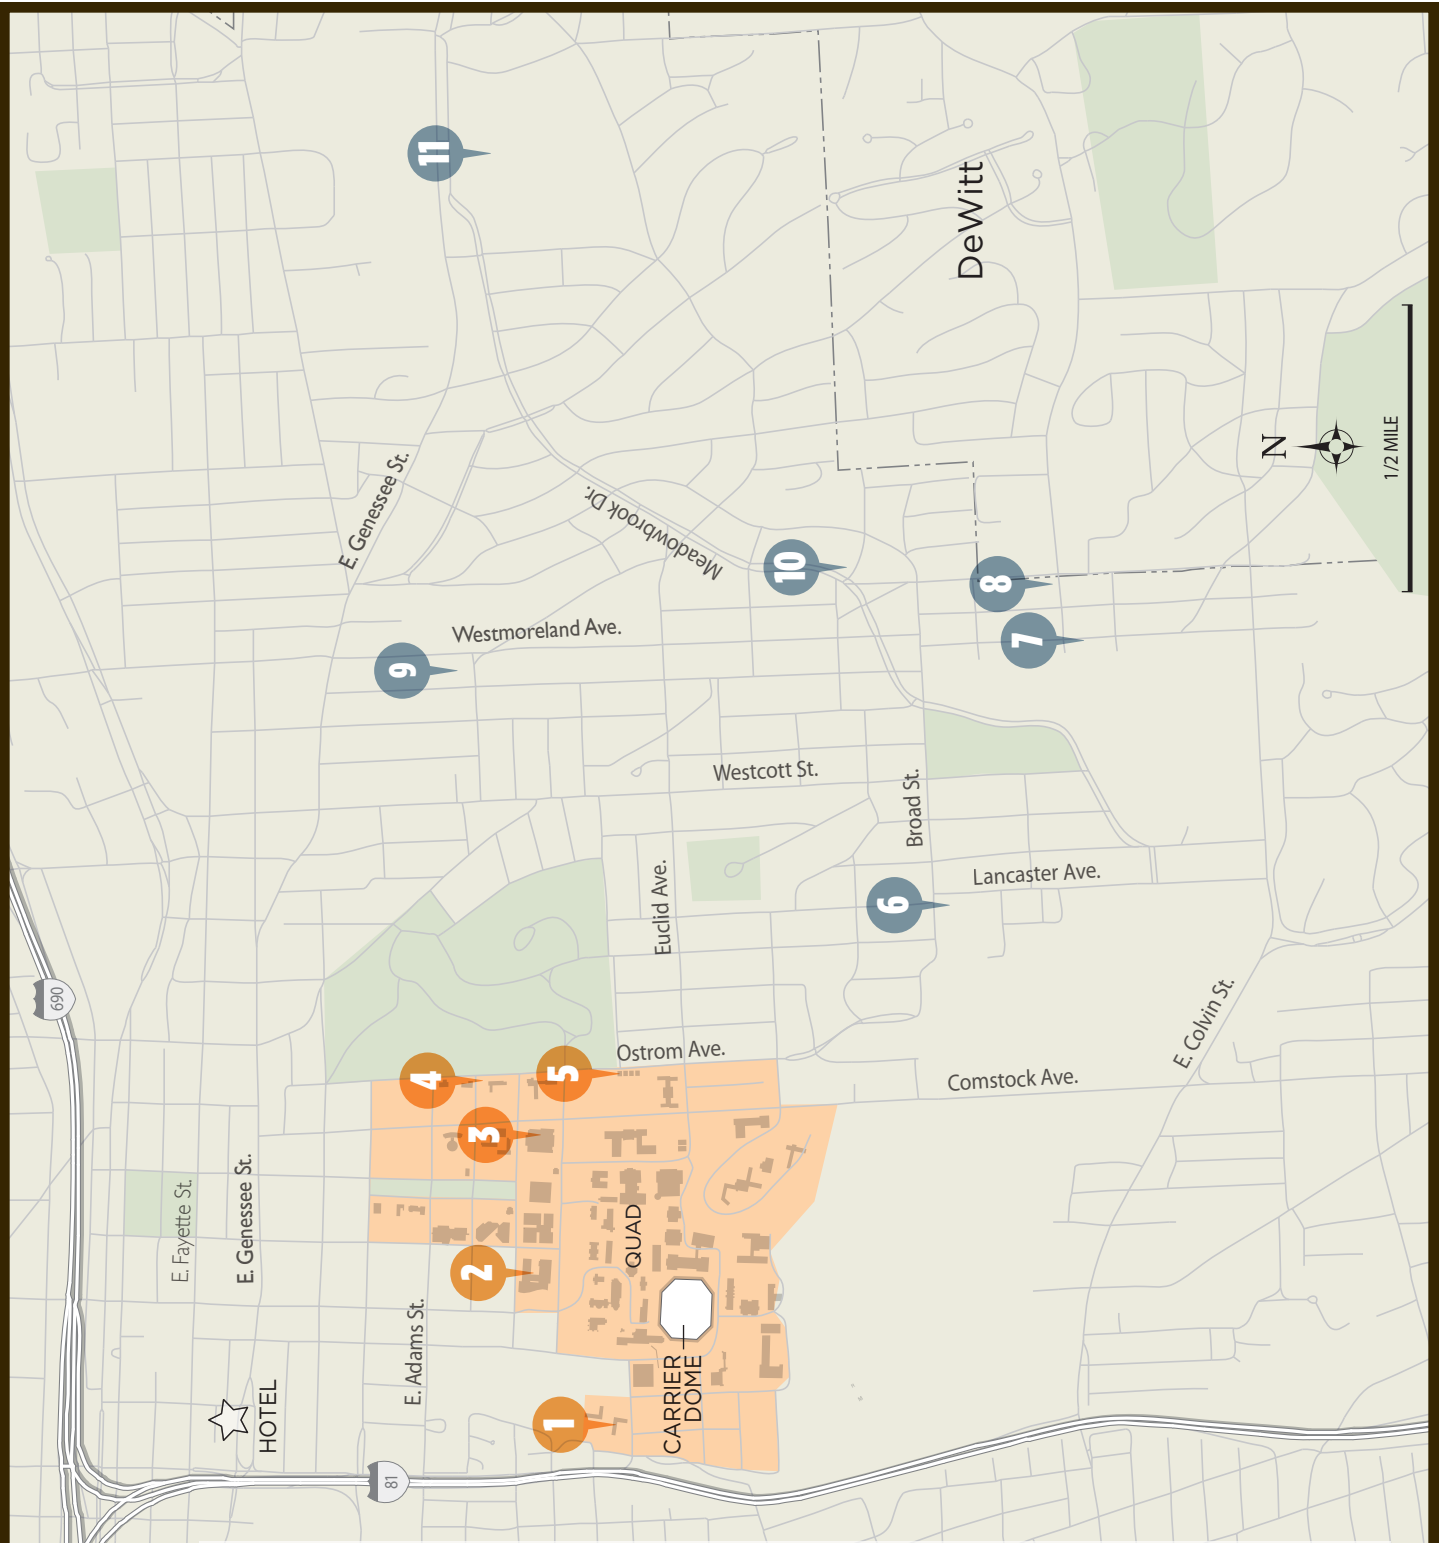 11
DeWitt
N
1/2 MILE
E. Genessee St.
Meadowbrook Dr.
10
8
7
Westmoreland Ave.
9
Westcott St.
Broad St.
Lancaster Ave.
6
Euclid Ave.
690
Ostrom Ave.
Comstock Ave.
E. Colvin St.
4
5
3
2
1
E. Fayette St.
E. Genessee St.
E. Adams St.
QUAD
CARRIER
DOME
HOTEL
81